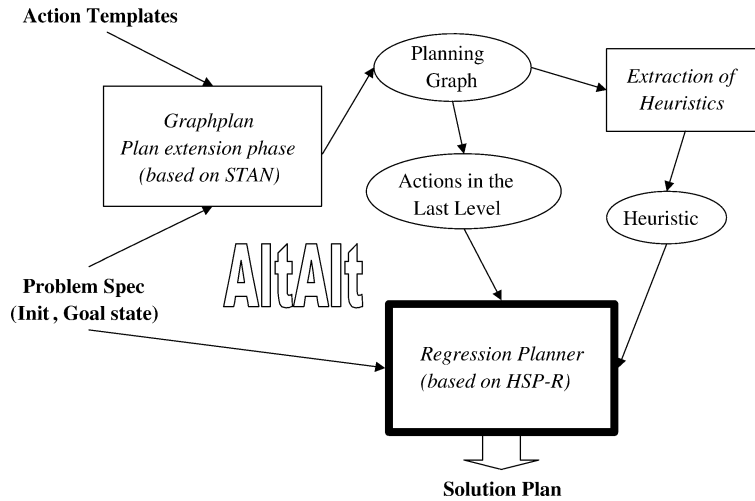 Action Templates
Graphplan
Plan extension phase
(based on STAN)
Planning
Graph
Extraction of
Heuristics
Actions in the
Last Level
Heuristic
Problem Spec
(Init , Goal state)
AltAlt
Regression Planner
(based on HSP-R)
Solution Plan